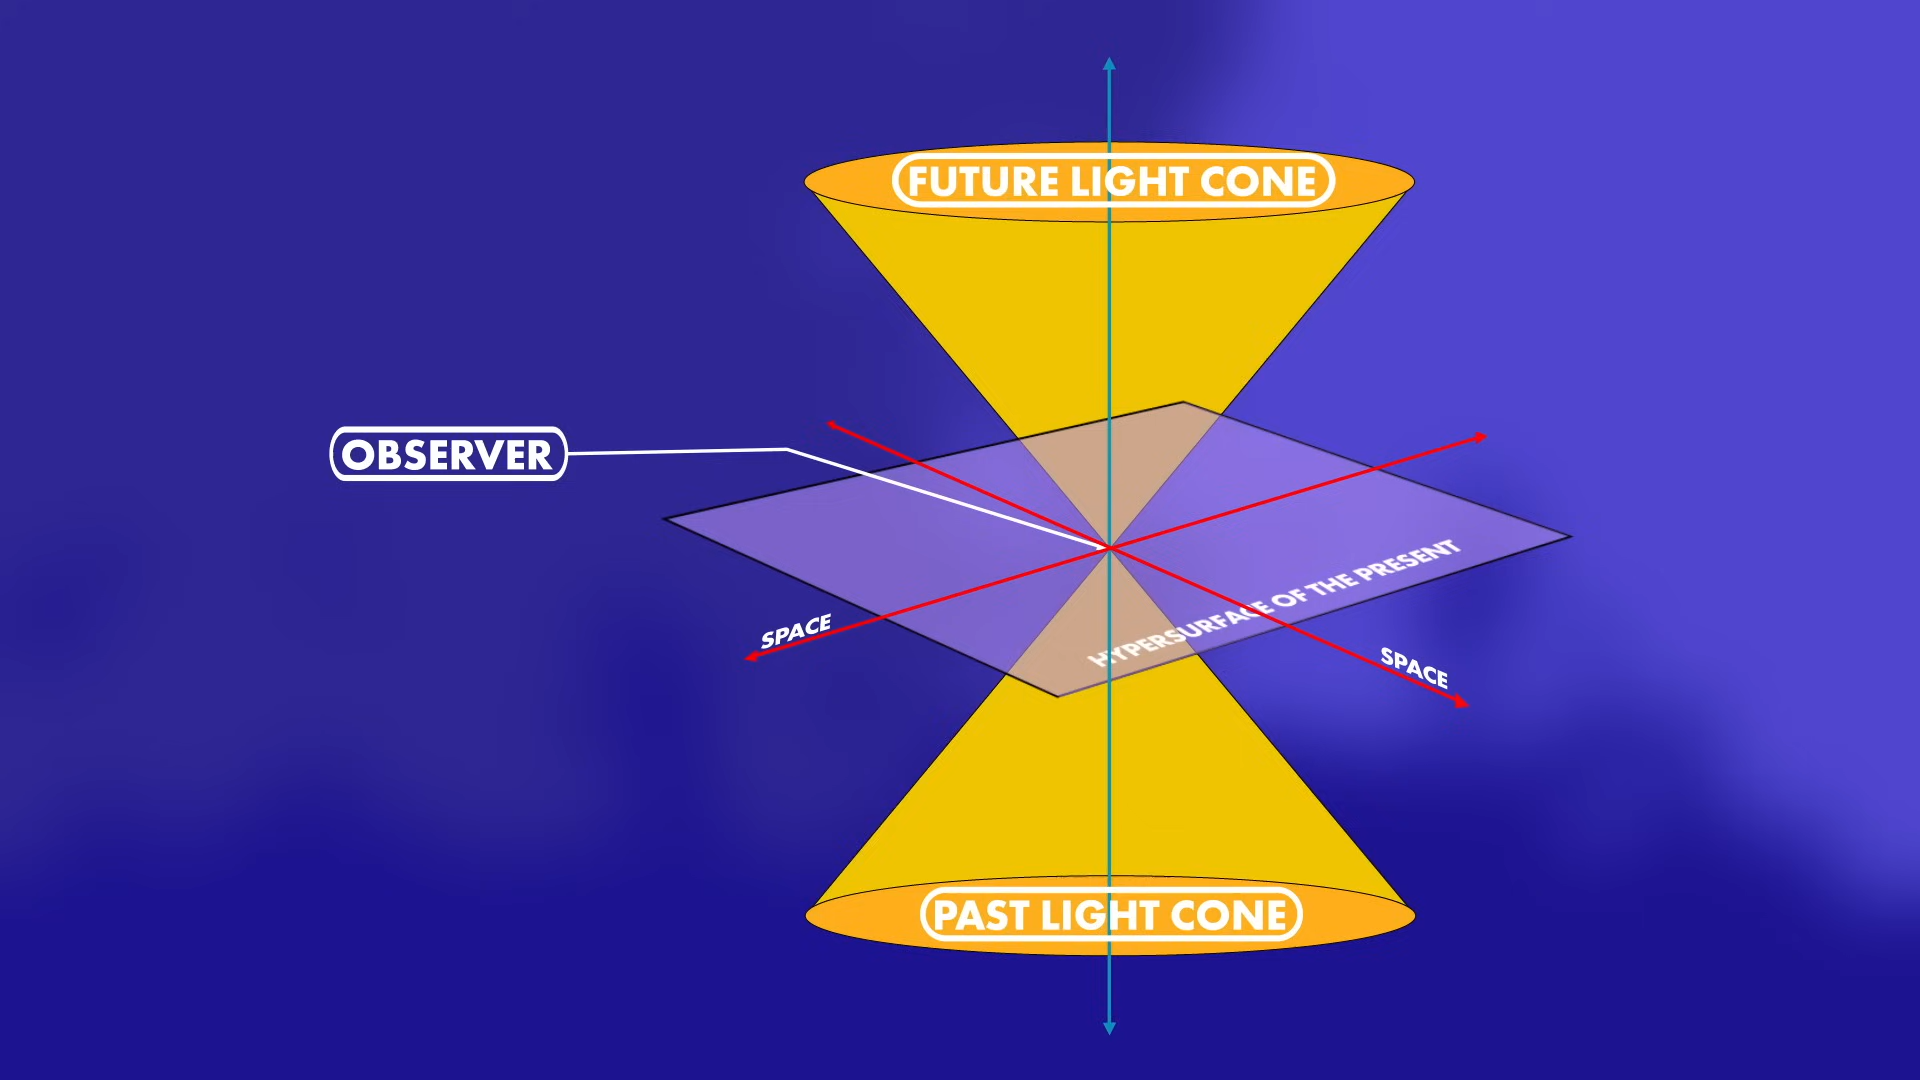 FUTURE LIGHT CONE
OBSERVER
HYPERSURFACE OF THE PRESENT
SPACE
SPACE
PAST LIGHT CONE